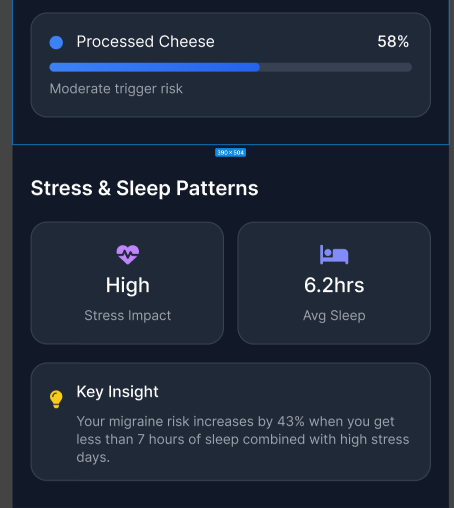 Processed Cheese 58%
Moderate trigger risk
390 × 504
Stress & Sleep Patterns
High 6.2hrs
Stress Impact Avg Sleep
Key Insight
Your migraine risk increases by 43% when you get
less than 7 hours of sleep combined with high stress
days.